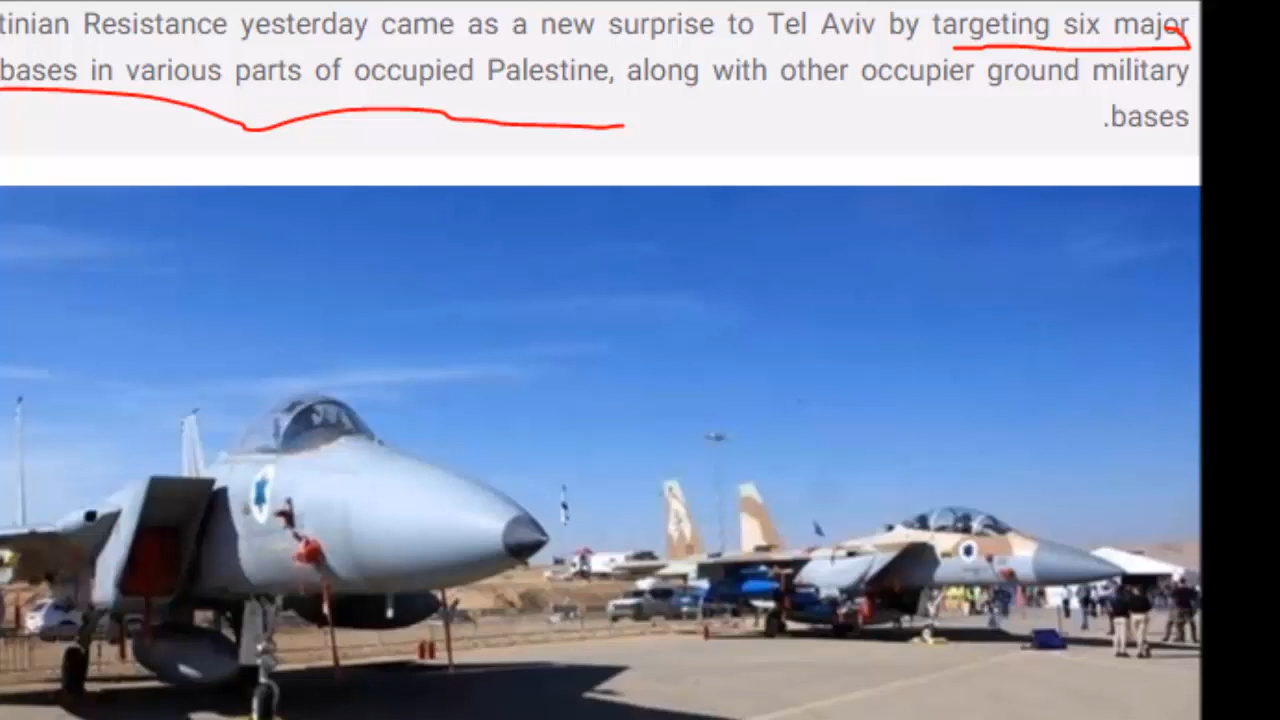 tinian Resistance yesterday came as a new surprise to Tel Aviv by targeting six major
bases in various parts of occupied Palestine, along with other occupier ground military
.bases